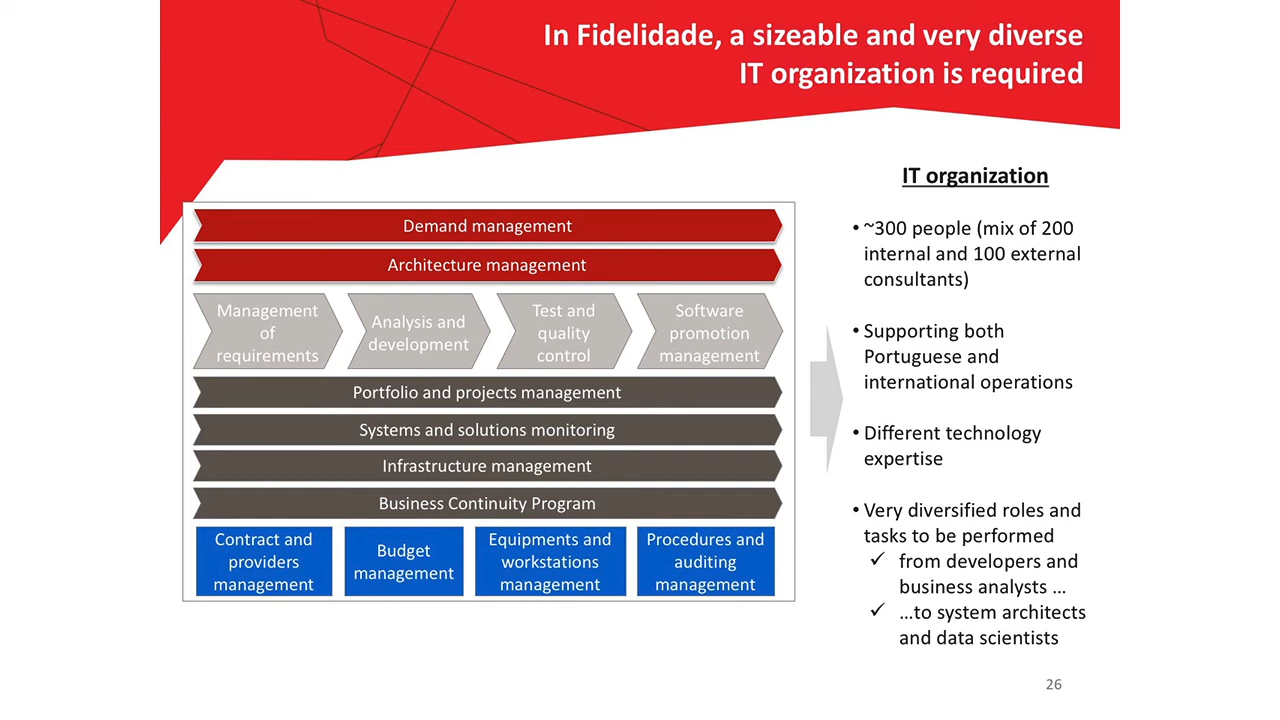 In Fidelidade, a sizeable and very diverse
IT organization is required
Demand management
Architecture management
Management
of
requirements
Analysis and
development
Test and
quality
control
Software
promotion
management
Portfolio and projects management
Systems and solutions monitoring
Infrastructure management
Business Continuity Program
Contract and
providers
management
Budget
management
Equipments and
workstations
management
Procedures and
auditing
management
IT organization
• ~300 people (mix of 200
internal and 100 external
consultants)
• Supporting both
Portuguese and
international operations
• Different technology
expertise
• Very diversified roles and
tasks to be performed
✓ from developers and
business analysts …
✓ …to system architects
and data scientists
26